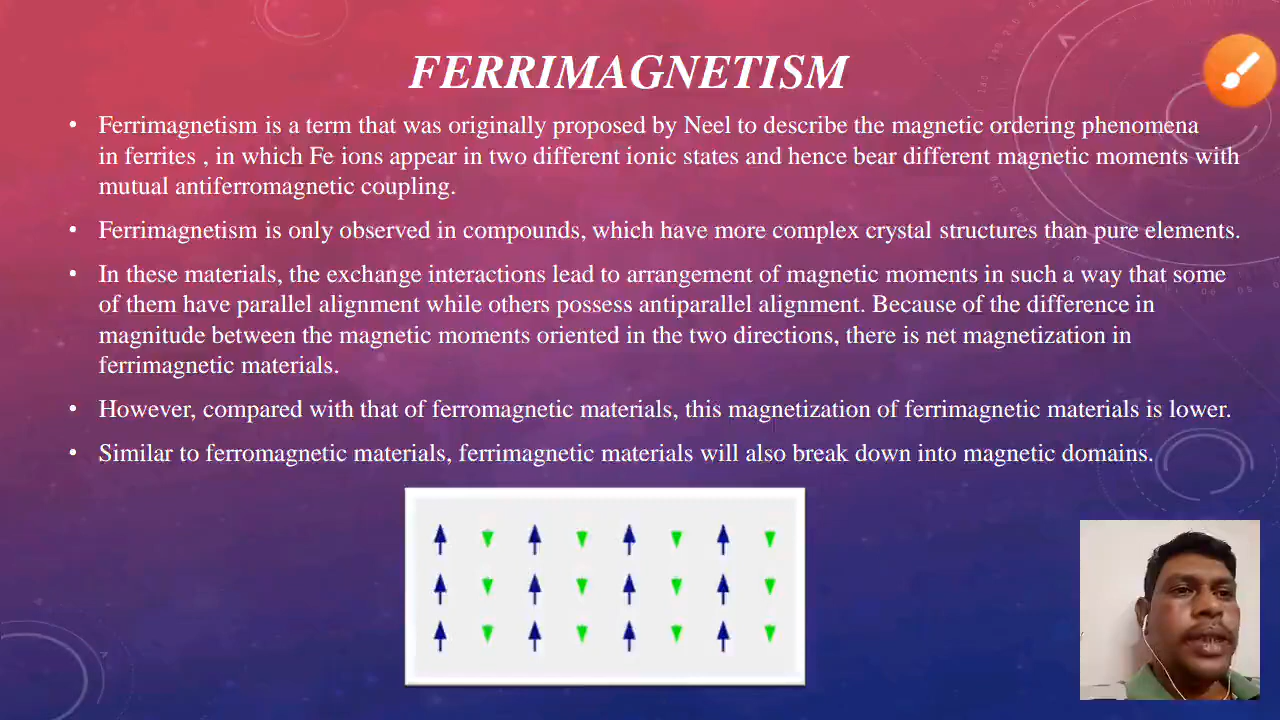 FERRIMAGNETISM
• Ferrimagnetism is a term that was originally proposed by Neel to describe the magnetic ordering phenomena
in ferrites , in which Fe ions appear in two different ionic states and hence bear different magnetic moments with
mutual antiferromagnetic coupling.
• Ferrimagnetism is only observed in compounds, which have more complex crystal structures than pure elements.
• In these materials, the exchange interactions lead to arrangement of magnetic moments in such a way that some
of them have parallel alignment while others possess antiparallel alignment. Because of the difference in
magnitude between the magnetic moments oriented in the two directions, there is net magnetization in
ferrimagnetic materials.
• However, compared with that of ferromagnetic materials, this magnetization of ferrimagnetic materials is lower.
• Similar to ferromagnetic materials, ferrimagnetic materials will also break down into magnetic domains.